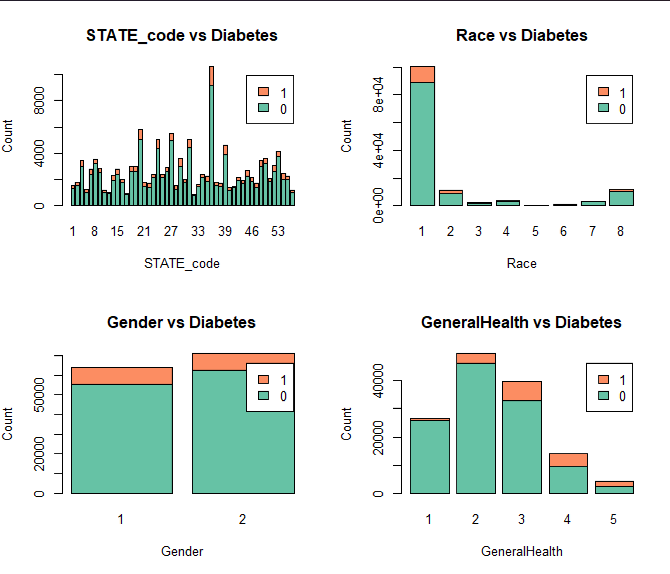 STATE_code vs Diabetes
Count
0 4000 8000
1
0
1 8 15 21 27 33 39 46 53
STATE_code
Race vs Diabetes
Count
0e+00 4e+04 8e+04
1
0
1 2 3 4 5 6 7 8
Race
Gender vs Diabetes
Count
0 20000 50000
1
0
1 2
Gender
GeneralHealth vs Diabetes
Count
0 20000 40000
1
0
1 2 3 4 5
GeneralHealth